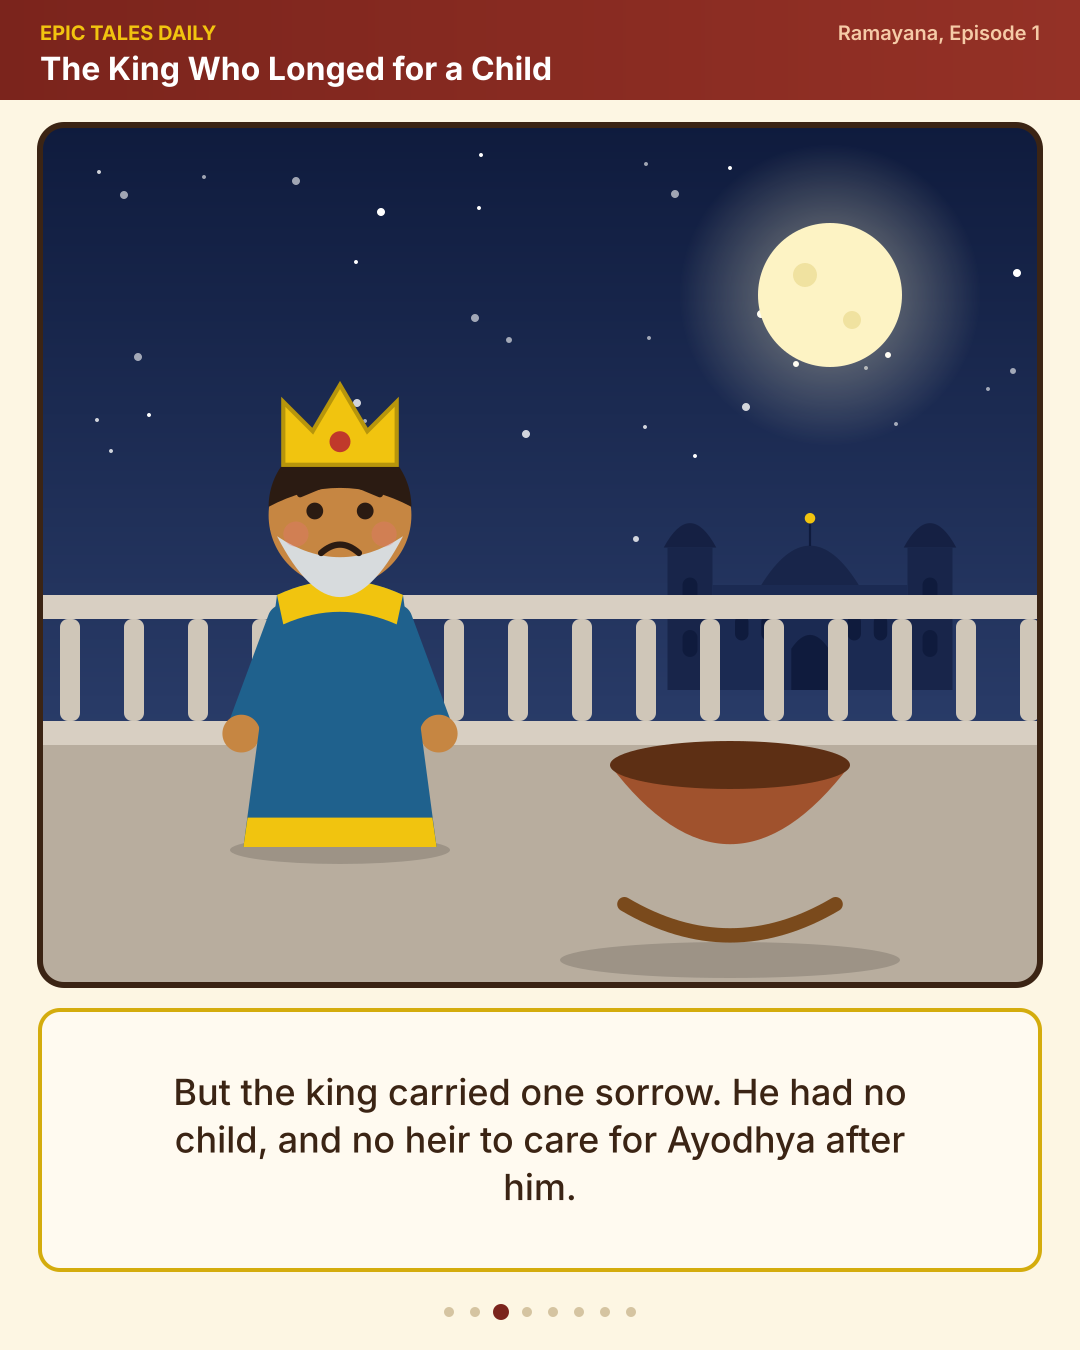 EPIC TALES DAILY
Ramayana, Episode 1
The King Who Longed for a Child
But the king carried one sorrow. He had no
child, and no heir to care for Ayodhya after
him.